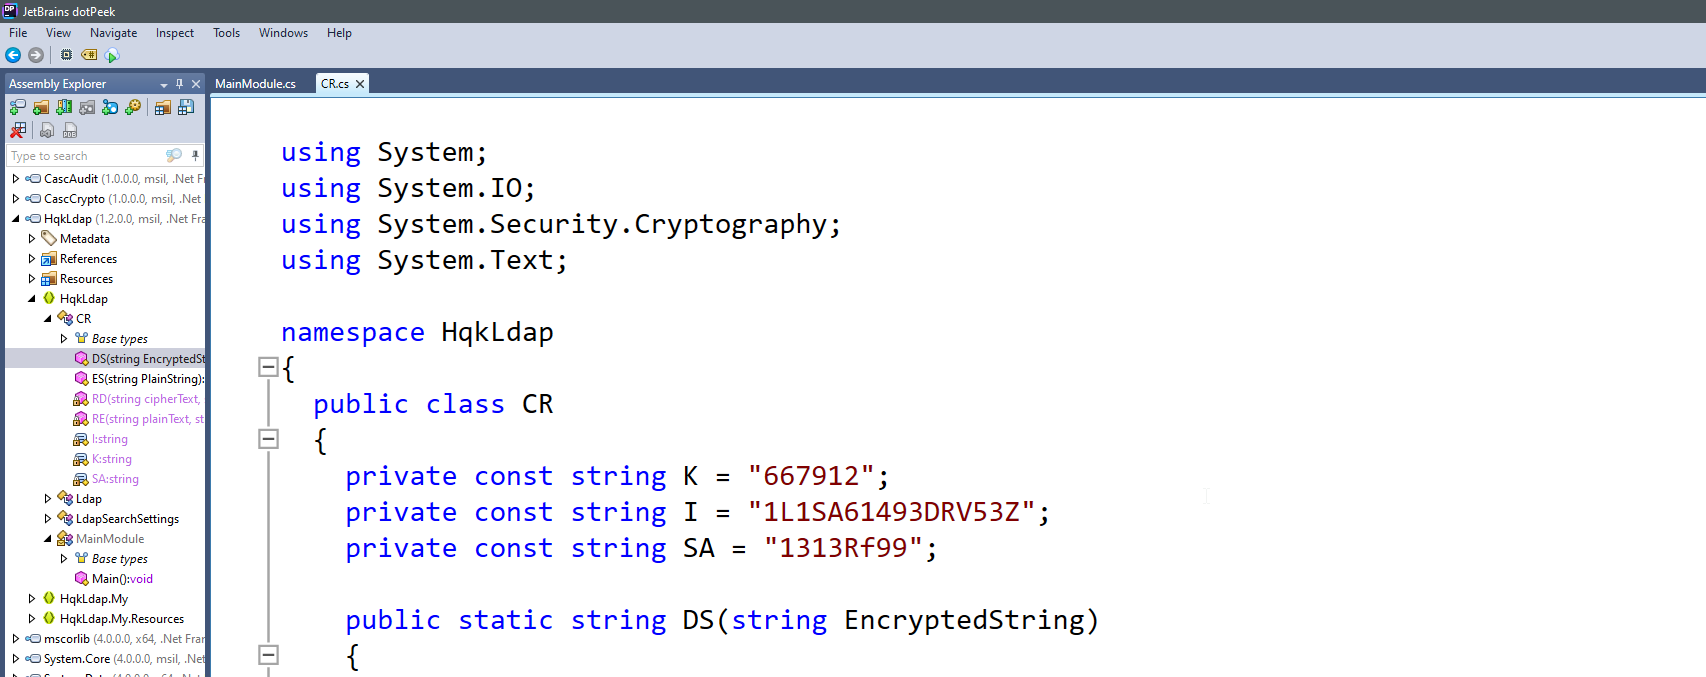 JetBrains dotPeek
File View Navigate Inspect Tools Windows Help
Assembly Explorer
MainModule.cs CR.cs
Type to search
CascAudit (1.0.0.0, msil, .Net Fr
CascCrypto (1.0.0.0, msil, .Net
HqkLdap (1.2.0.0, msil, .Net Fra
Metadata
References
Resources
HqkLdap
CR
Base types
DS(string EncryptedSt
ES(string PlainString):
RD(string cipherText,
RE(string plainText, st
I:string
K:string
SA:string
Ldap
LdapSearchSettings
MainModule
Base types
Main():void
HqkLdap.My
HqkLdap.My.Resources
mscorlib (4.0.0.0, x64, .Net Fran
System.Core (4.0.0.0, msil, .Net
using System;
using System.IO;
using System.Security.Cryptography;
using System.Text;
namespace HqkLdap
{
public class CR
{
private const string K = "667912";
private const string I = "1L1SA61493DRV53Z";
private const string SA = "1313Rf99";
public static string DS(string EncryptedString)
{